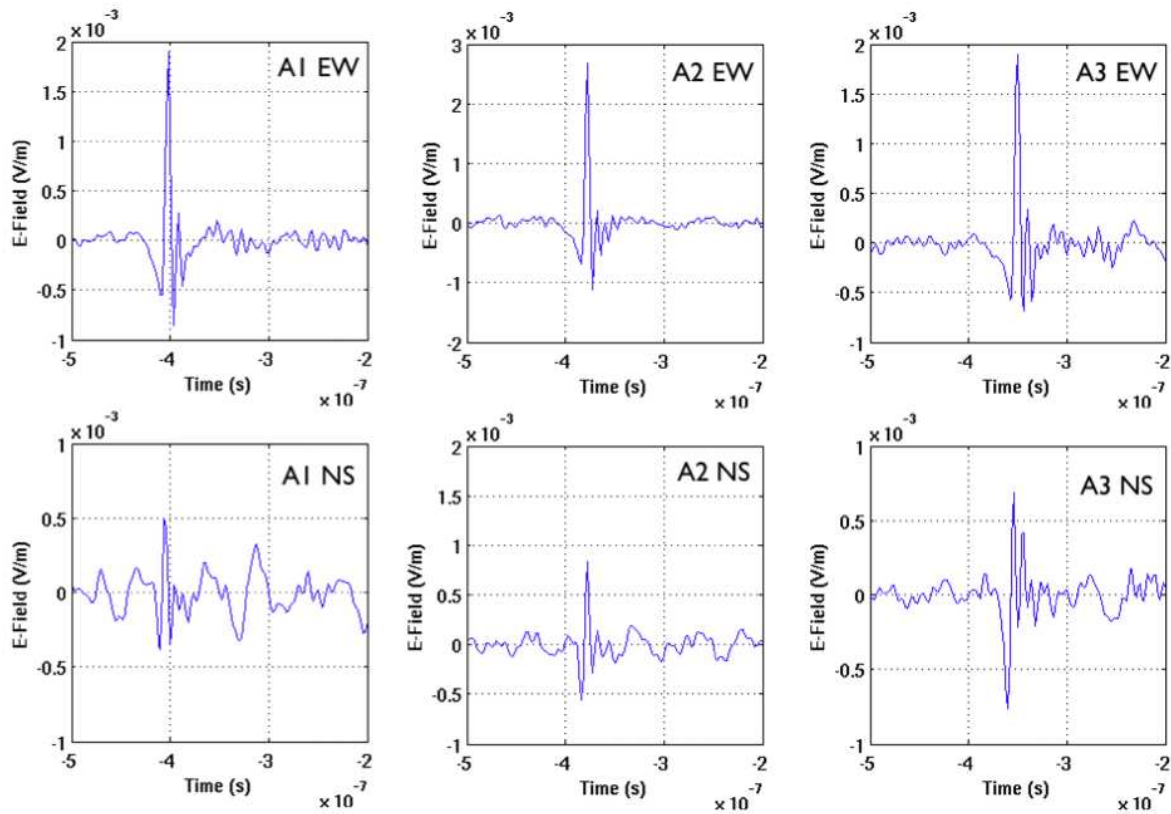 × 10⁻³
2
1.5
1
0.5
0
-0.5
-1
E-Field (V/m)
A1 EW
-5 -4 -3 -2
Time (s)
× 10⁻⁷
× 10⁻³
3
2
1
0
-1
-2
E-Field (V/m)
A2 EW
-5 -4 -3 -2
Time (s)
× 10⁻⁷
× 10⁻³
2
1.5
1
0.5
0
-0.5
-1
E-Field (V/m)
A3 EW
-5 -4 -3 -2
Time (s)
× 10⁻⁷
× 10⁻³
1
0.5
0
-0.5
-1
E-Field (V/m)
A1 NS
-5 -4 -3 -2
Time (s)
× 10⁻⁷
× 10⁻³
2
1.5
1
0.5
0
-0.5
-1
E-Field (V/m)
A2 NS
-5 -4 -3 -2
Time (s)
× 10⁻⁷
× 10⁻³
1
0.5
0
-0.5
-1
E-Field (V/m)
A3 NS
-5 -4 -3 -2
Time (s)
× 10⁻⁷